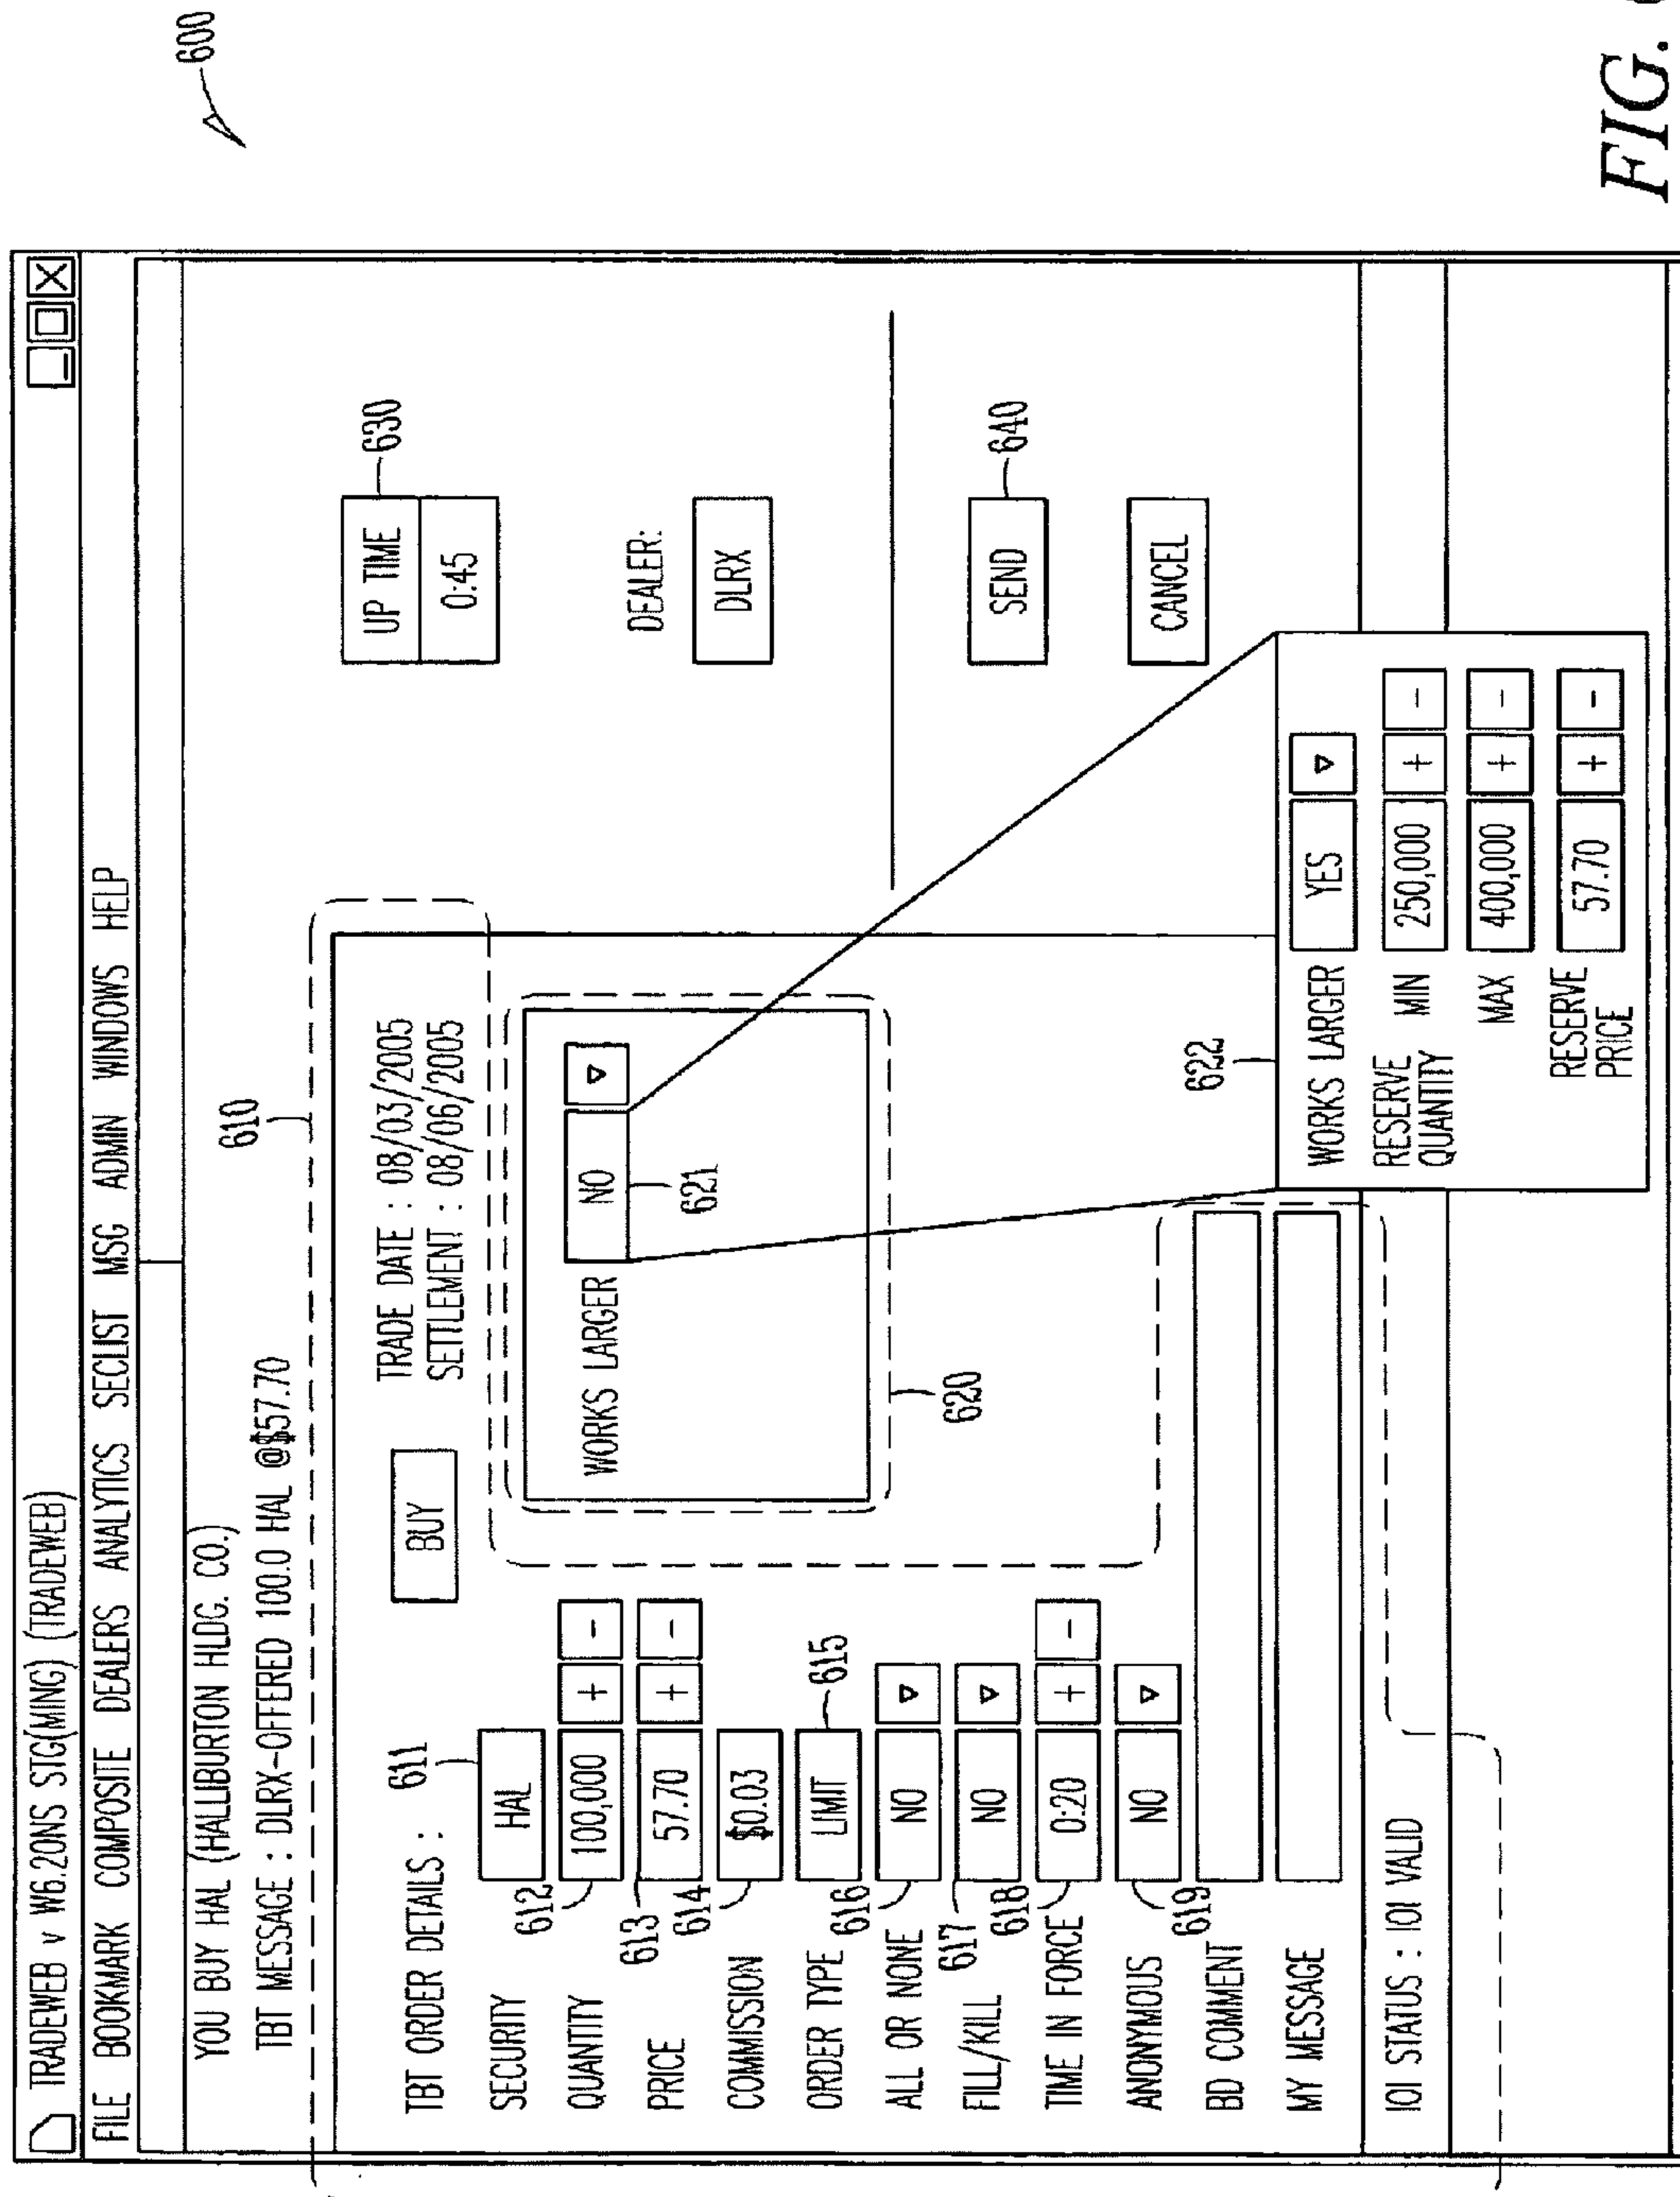 600
TRADEWEB v W6.20NS STG(MING) (TRADEWEB)
FILE BOOKMARK COMPOSITE DEALERS ANALYTICS SECLIST MSG ADMIN WINDOWS HELP
YOU BUY HAL (HALLIBURTON HLDG. CO.)
TBT MESSAGE : DLRX-OFFERED 100.0 HAL @$57.70
610
TBT ORDER DETAILS :
611
BUY
TRADE DATE : 08/03/2005
SETTLEMENT : 08/06/2005
SECURITY HAL
612
QUANTITY 100,000 + -
613
PRICE 57.70 + -
614
COMMISSION $0.03
ORDER TYPE LIMIT
615
616
ALL OR NONE NO
617
FILL/KILL NO
618
TIME IN FORCE 0:20 + -
ANONYMOUS NO
619
BD COMMENT
MY MESSAGE
IOI STATUS : IOI VALID
WORKS LARGER NO
621
620
UP TIME
0:45
630
DEALER:
DLRX
SEND
640
CANCEL
622
WORKS LARGER YES
RESERVE
QUANTITY
MIN 250,000 + -
MAX 400,000 + -
RESERVE
PRICE
57.70 + -
FIG.